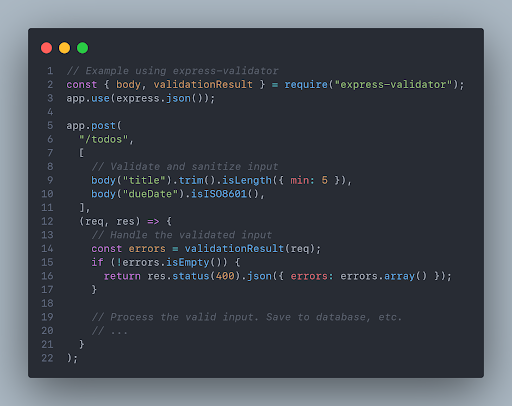 1 // Example using express-validator
2 const { body, validationResult } = require("express-validator");
3 app.use(express.json());
4
5 app.post(
6   "/todos",
7   [
8     // Validate and sanitize input
9     body("title").trim().isLength({ min: 5 }),
10     body("dueDate").isISO8601(),
11   ],
12   (req, res) => {
13     // Handle the validated input
14     const errors = validationResult(req);
15     if (!errors.isEmpty()) {
16       return res.status(400).json({ errors: errors.array() });
17     }
18
19     // Process the valid input. Save to database, etc.
20     // ...
21   }
22 );